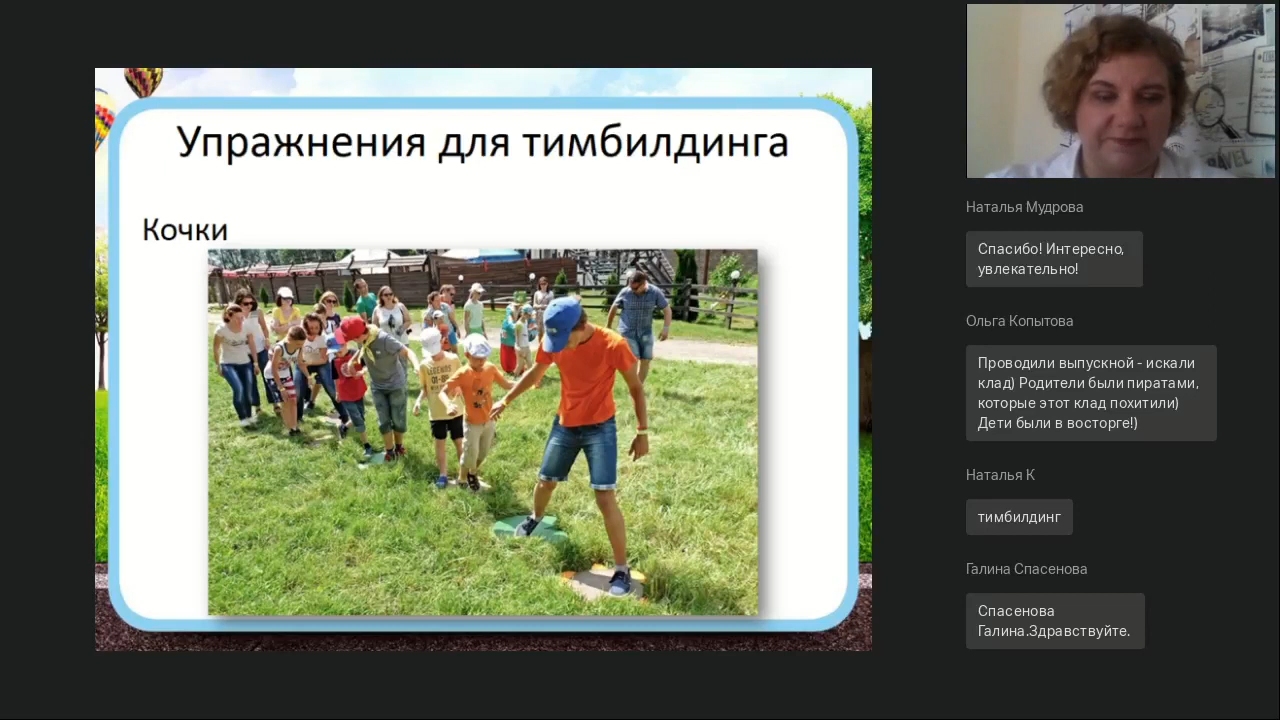 Упражнения для тимбилдинга
Кочки
Наталья Мудрова
Спасибо! Интересно,
увлекательно!
Ольга Копытова
Проводили выпускной - искали
клад) Родители были пиратами,
которые этот клад похитили)
Дети были в восторге!)
Наталья К
тимбилдинг
Галина Спасенова
Спасенова
Галина.Здравствуйте.